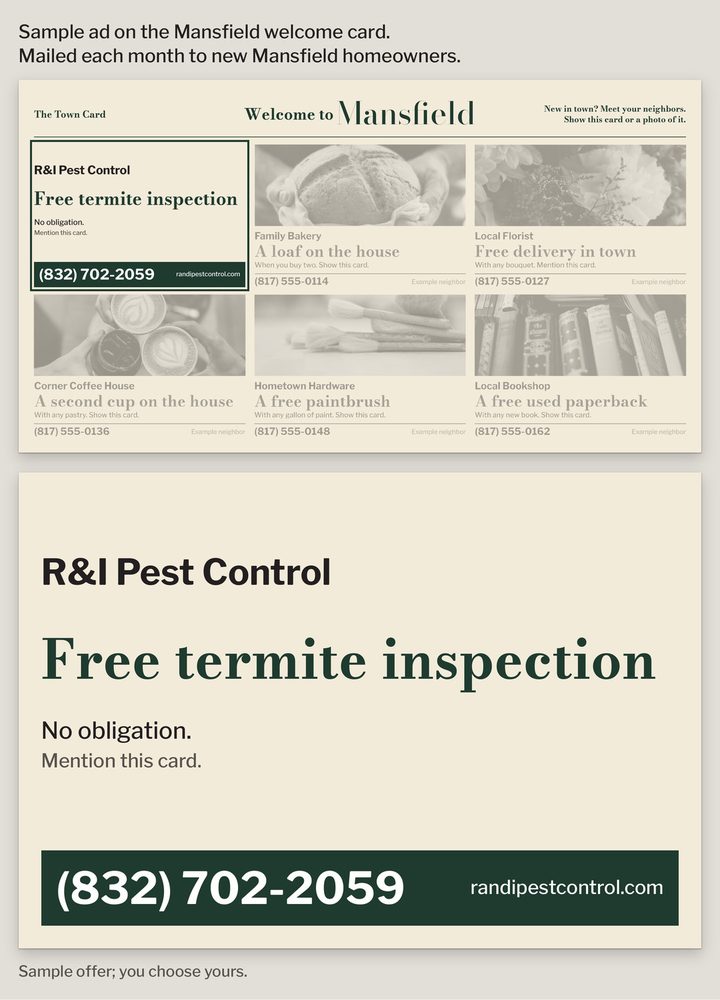 Sample ad on the Mansfield welcome card.
Mailed each month to new Mansfield homeowners.
The Town Card
Welcome to Mansfield
New in town? Meet your neighbors.
Show this card or a photo of it.
R&I Pest Control
Free termite inspection
No obligation.
Mention this card.
(832) 702-2059
randipestcontrol.com
Family Bakery
A loaf on the house
When you buy two. Show this card.
(817) 555-0114
Example neighbor
Local Florist
Free delivery in town
With any bouquet. Mention this card.
(817) 555-0127
Example neighbor
Corner Coffee House
A second cup on the house
With any pastry. Show this card.
(817) 555-0136
Example neighbor
Hometown Hardware
A free paintbrush
With any gallon of paint. Show this card.
(817) 555-0148
Example neighbor
Local Bookshop
A free used paperback
With any new book. Show this card.
(817) 555-0162
Example neighbor
R&I Pest Control
Free termite inspection
No obligation.
Mention this card.
(832) 702-2059
randipestcontrol.com
Sample offer; you choose yours.